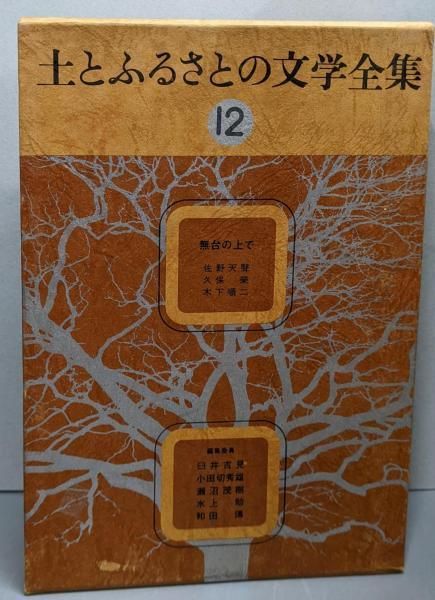 土とふるさとの文学全集
12
舞台の上で
佐野天聲
久保 榮
木下順二
編集委員
臼井吉見
小田切秀雄
瀬沼茂樹
水上 勉
和田 傳